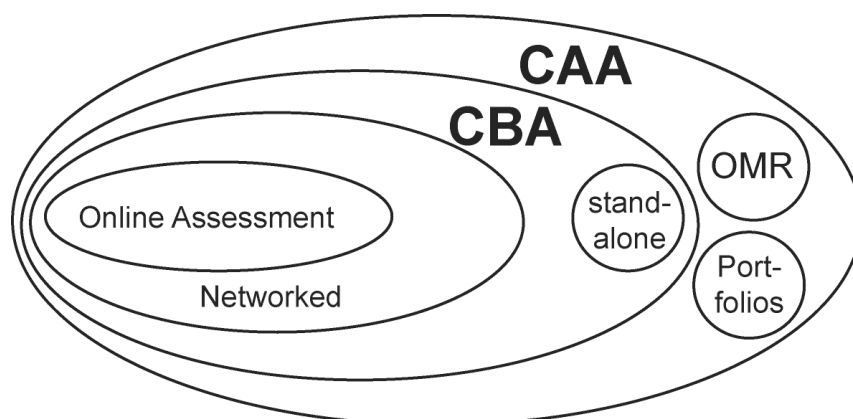 CAA
CBA
OMR
stand-
alone
Online Assessment
Port-
folios
Networked